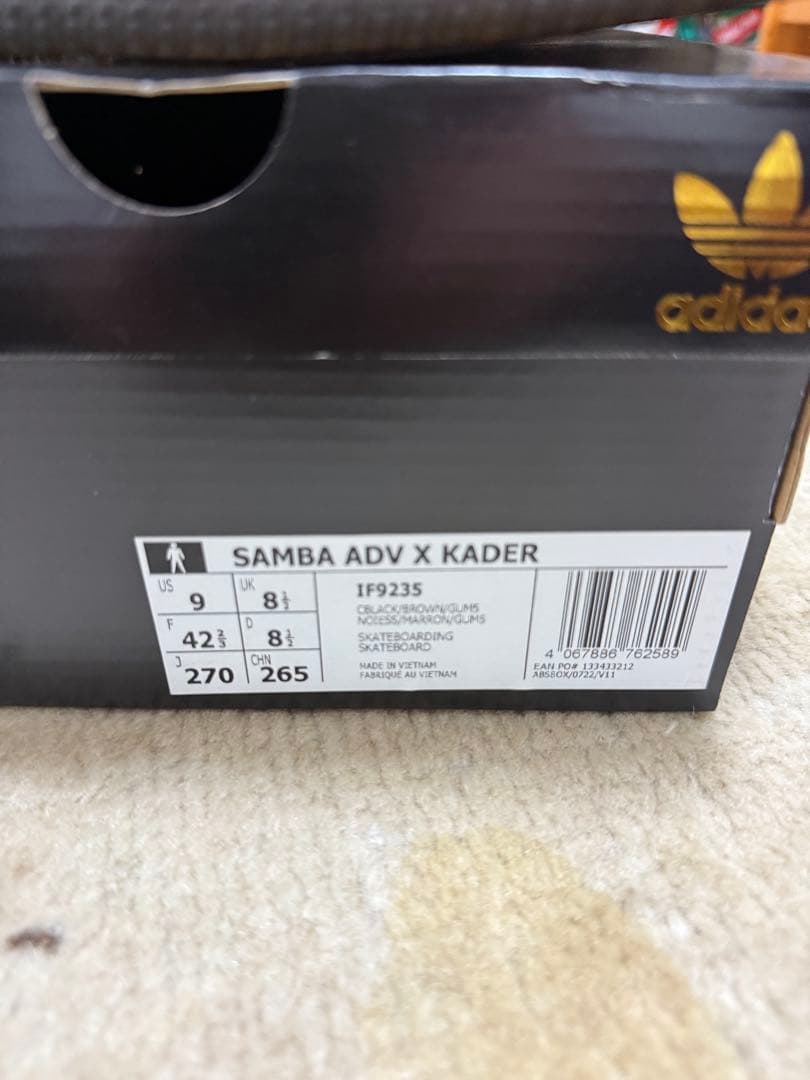 adidas
SAMBA ADV X KADER
US 9 UK 8½
F 42⅔ D 8½
J 270 CHN 265
IF9235
CBLACK/BROWN/GUM5
NOIESS/MARRON/GUM5
SKATEBOARDING
SKATEBOARD
MADE IN VIETNAM
FABRIQUÉ AU VIETNAM
4 067886 762589
EAN PO# 133433212
ABSBOX/0722/V11